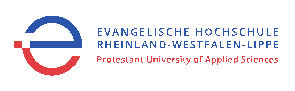 EVANGELISCHE HOCHSCHULE
RHEINLAND-WESTFALEN-LIPPE
Protestant University of Applied Sciences